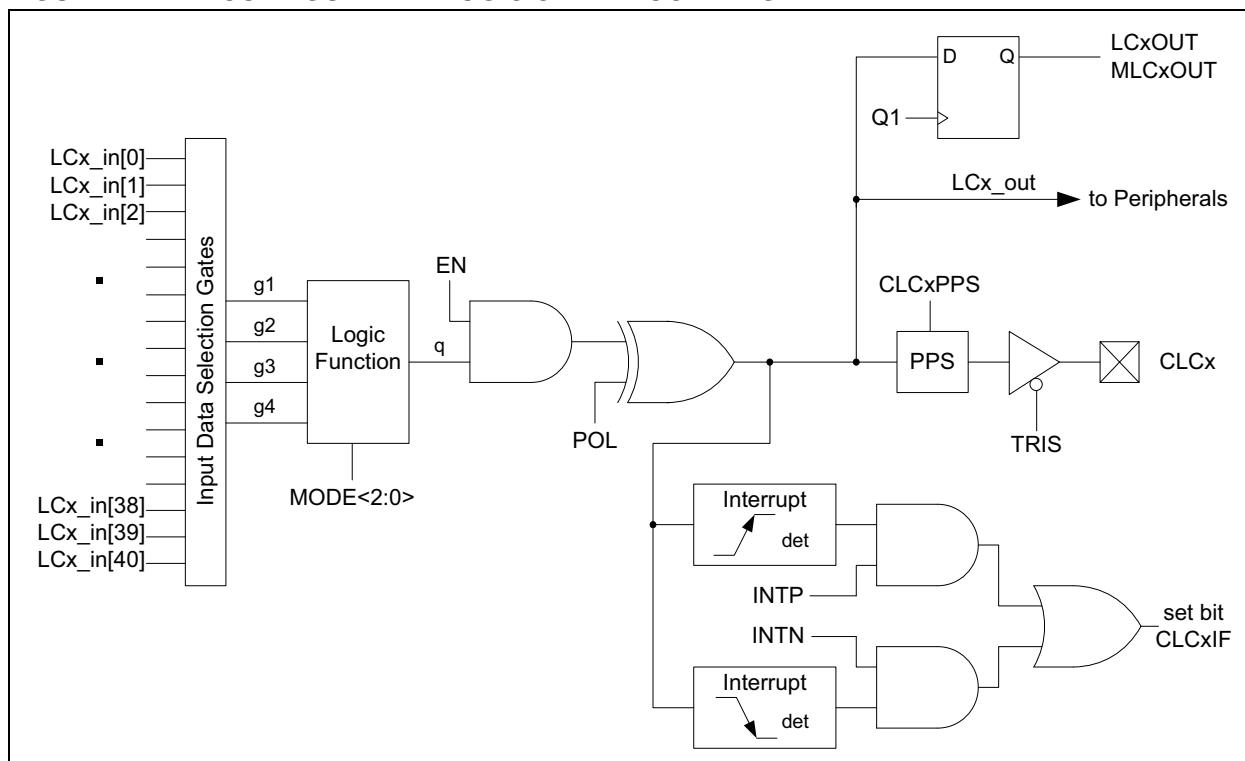 LCxOUT
MLCxOUT
D Q
Q1
LCx_out
to Peripherals
LCx_in[0]
LCx_in[1]
LCx_in[2]
LCx_in[38]
LCx_in[39]
LCx_in[40]
Input Data Selection Gates
g1
g2
g3
g4
Logic
Function
MODE<2:0>
EN
q
POL
CLCxPPS
PPS
CLCx
TRIS
Interrupt
det
INTP
INTN
Interrupt
det
set bit
CLCxIF